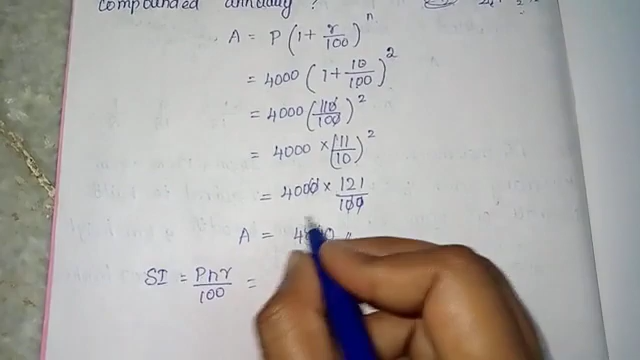 compounded annually ?
A = P(1 + r/100)^n
= 4000 (1 + 10/100)^2
= 4000 (110/100)^2
= 4000 × (11/10)^2
= 4000 × 121/100
A = 4840
SI = Pnr/100 =